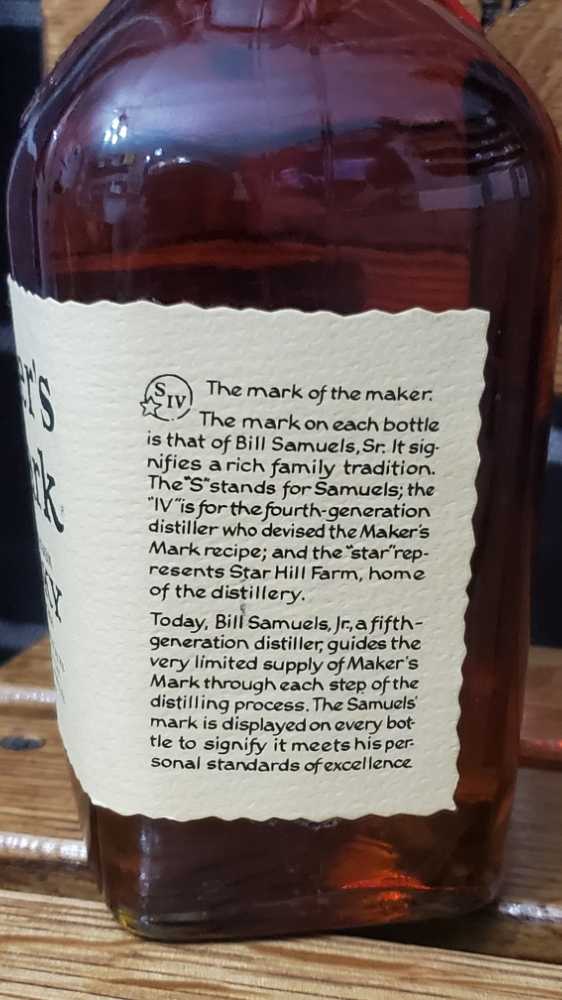 er's
rk
KY
S IV
The mark of the maker.
The mark on each bottle
is that of Bill Samuels, Sr. It sig-
nifies a rich family tradition.
The "S" stands for Samuels; the
"IV" is for the fourth-generation
distiller who devised the Maker's
Mark recipe; and the "star" rep-
resents Star Hill Farm, home
of the distillery.
Today, Bill Samuels, Jr., a fifth-
generation distiller, guides the
very limited supply of Maker's
Mark through each step of the
distilling process. The Samuels'
mark is displayed on every bot-
tle to signify it meets his per-
sonal standards of excellence